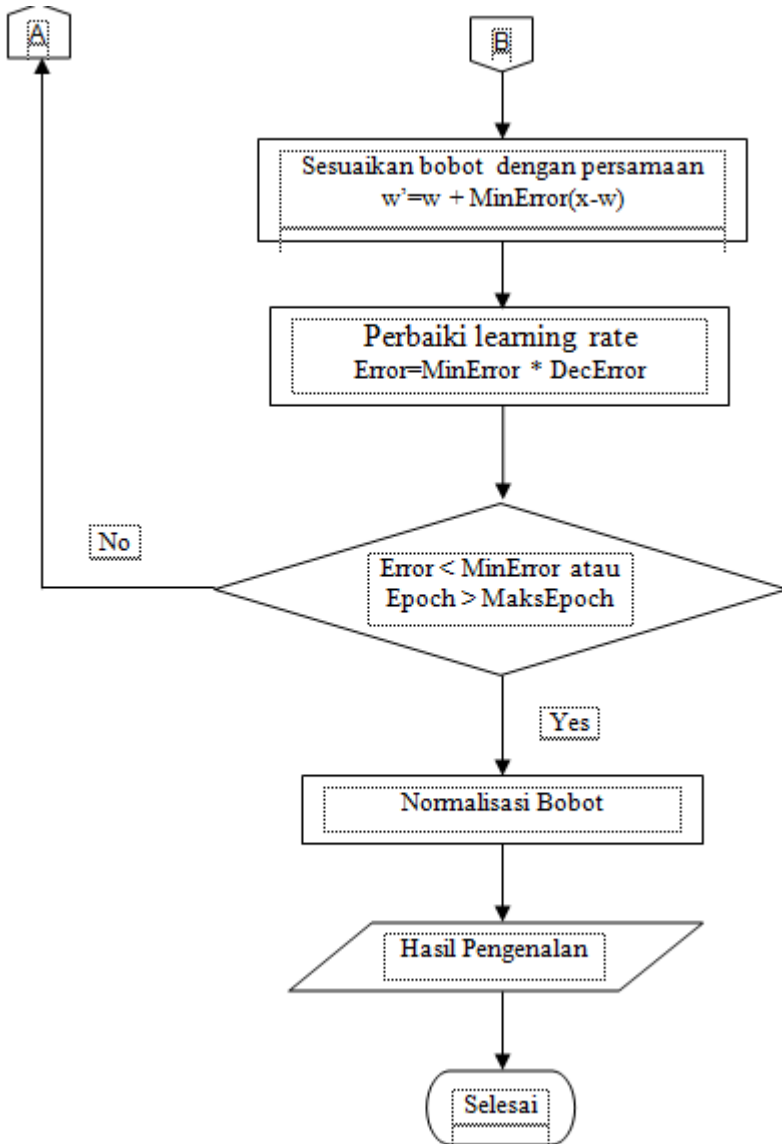 A
B
Sesuaikan bobot dengan persamaan
w’=w + MinError(x-w)
Perbaiki learning rate
Error=MinError * DecError
No
Error < MinError atau
Epoch > MaksEpoch
Yes
Normalisasi Bobot
Hasil Pengenalan
Selesai